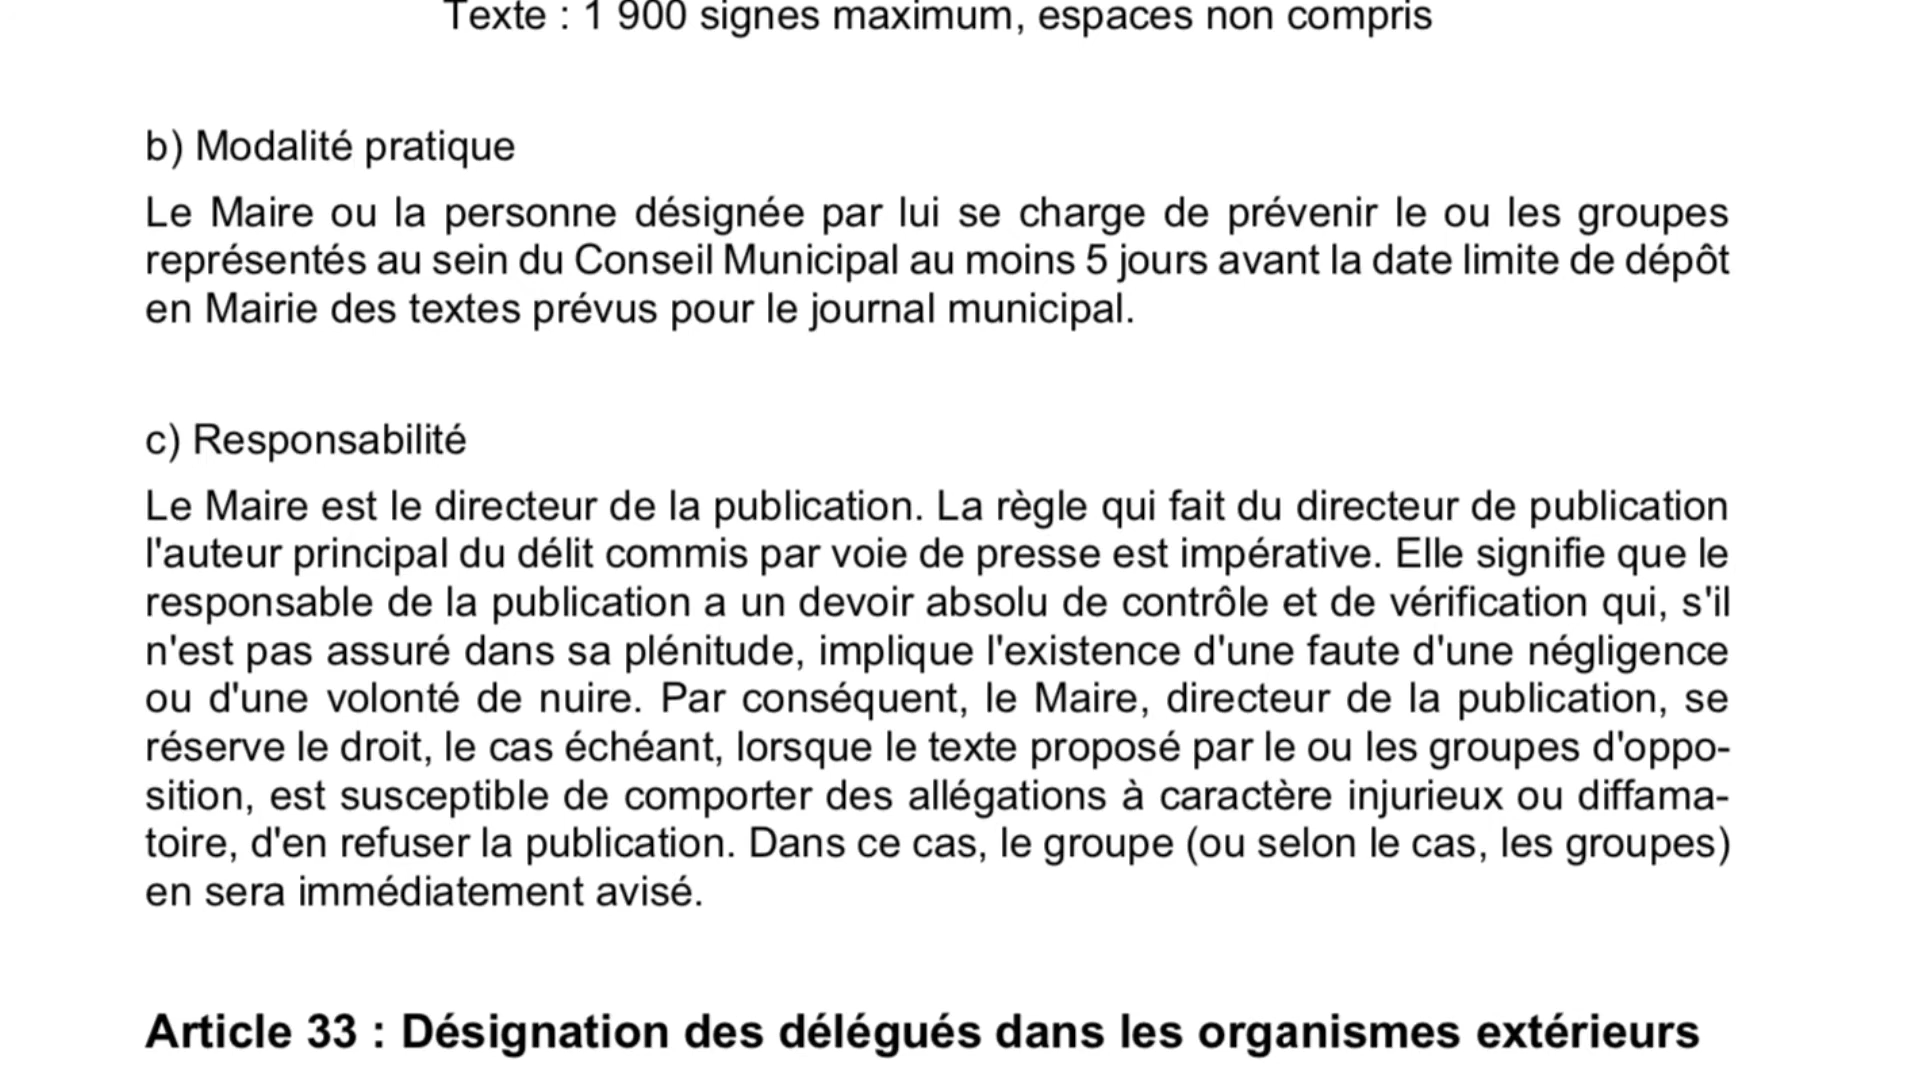 Texte : 1 900 signes maximum, espaces non compris
b) Modalité pratique
Le Maire ou la personne désignée par lui se charge de prévenir le ou les groupes
représentés au sein du Conseil Municipal au moins 5 jours avant la date limite de dépôt
en Mairie des textes prévus pour le journal municipal.
c) Responsabilité
Le Maire est le directeur de la publication. La règle qui fait du directeur de publication
l'auteur principal du délit commis par voie de presse est impérative. Elle signifie que le
responsable de la publication a un devoir absolu de contrôle et de vérification qui, s'il
n'est pas assuré dans sa plénitude, implique l'existence d'une faute d'une négligence
ou d'une volonté de nuire. Par conséquent, le Maire, directeur de la publication, se
réserve le droit, le cas échéant, lorsque le texte proposé par le ou les groupes d'oppo-
sition, est susceptible de comporter des allégations à caractère injurieux ou diffama-
toire, d'en refuser la publication. Dans ce cas, le groupe (ou selon le cas, les groupes)
en sera immédiatement avisé.
Article 33 : Désignation des délégués dans les organismes extérieurs